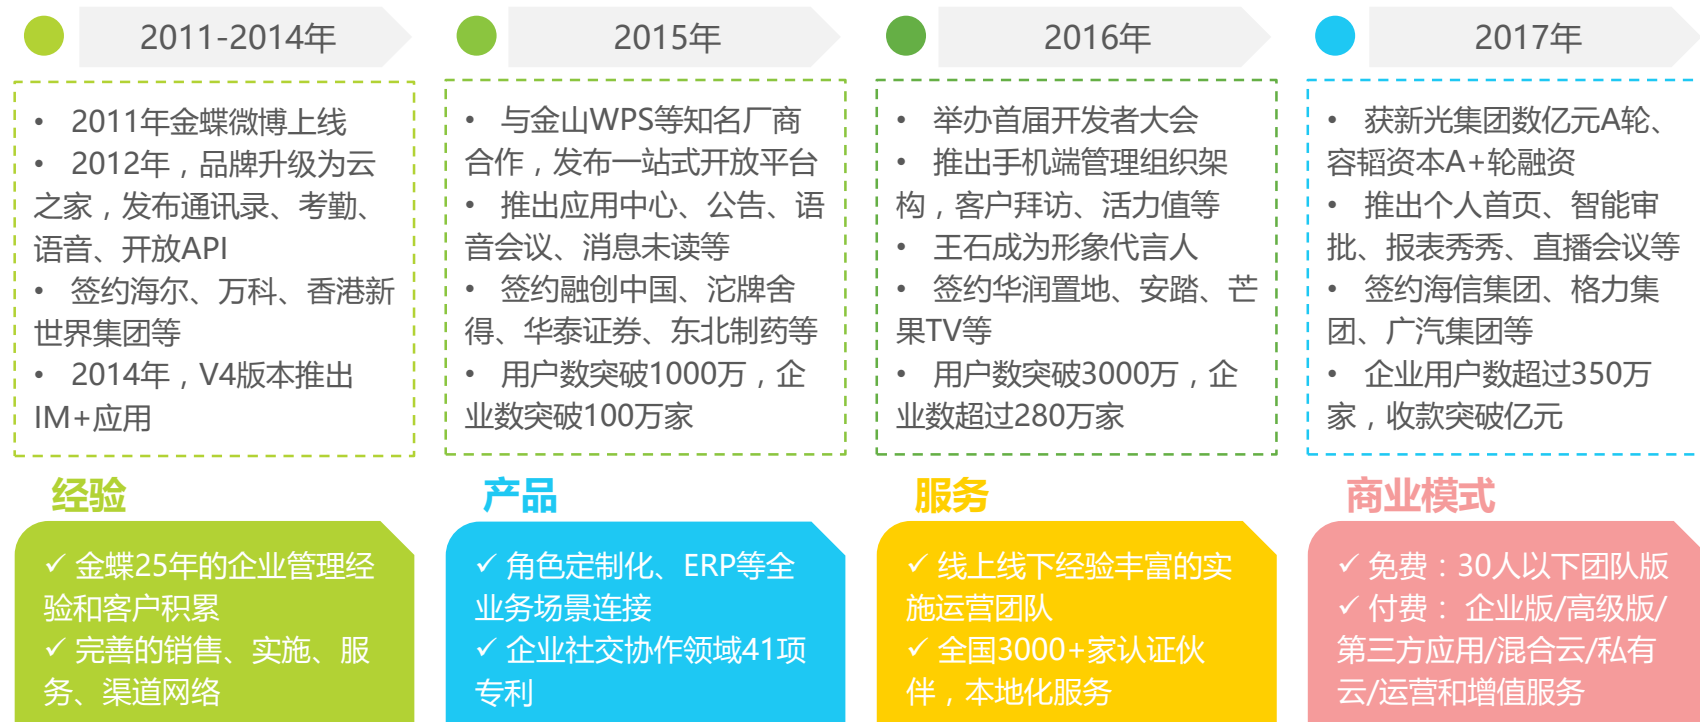 2011-2014年
• 2011年金蝶微博上线
• 2012年，品牌升级为云
之家，发布通讯录、考勤、
语音、开放API
• 签约海尔、万科、香港新
世界集团等
• 2014年，V4版本推出
IM+应用
2015年
• 与金山WPS等知名厂商
合作，发布一站式开放平台
• 推出应用中心、公告、语
音会议、消息未读等
• 签约融创中国、沱牌舍
得、华泰证券、东北制药等
• 用户数突破1000万，企
业数突破100万家
2016年
• 举办首届开发者大会
• 推出手机端管理组织架
构，客户拜访、活力值等
• 王石成为形象代言人
• 签约华润置地、安踏、芒
果TV等
• 用户数突破3000万，企
业数超过280万家
2017年
• 获新光集团数亿元A轮、
容韬资本A+轮融资
• 推出个人首页、智能审
批、报表秀秀、直播会议等
• 签约海信集团、格力集
团、广汽集团等
• 企业用户数超过350万
家，收款突破亿元
经验
✓ 金蝶25年的企业管理经
验和客户积累
✓ 完善的销售、实施、服
务、渠道网络
产品
✓ 角色定制化、ERP等全
业务场景连接
✓ 企业社交协作领域41项
专利
服务
✓ 线上线下经验丰富的实
施运营团队
✓ 全国3000+家认证伙
伴，本地化服务
商业模式
✓ 免费：30人以下团队版
✓ 付费： 企业版/高级版/
第三方应用/混合云/私有
云/运营和增值服务